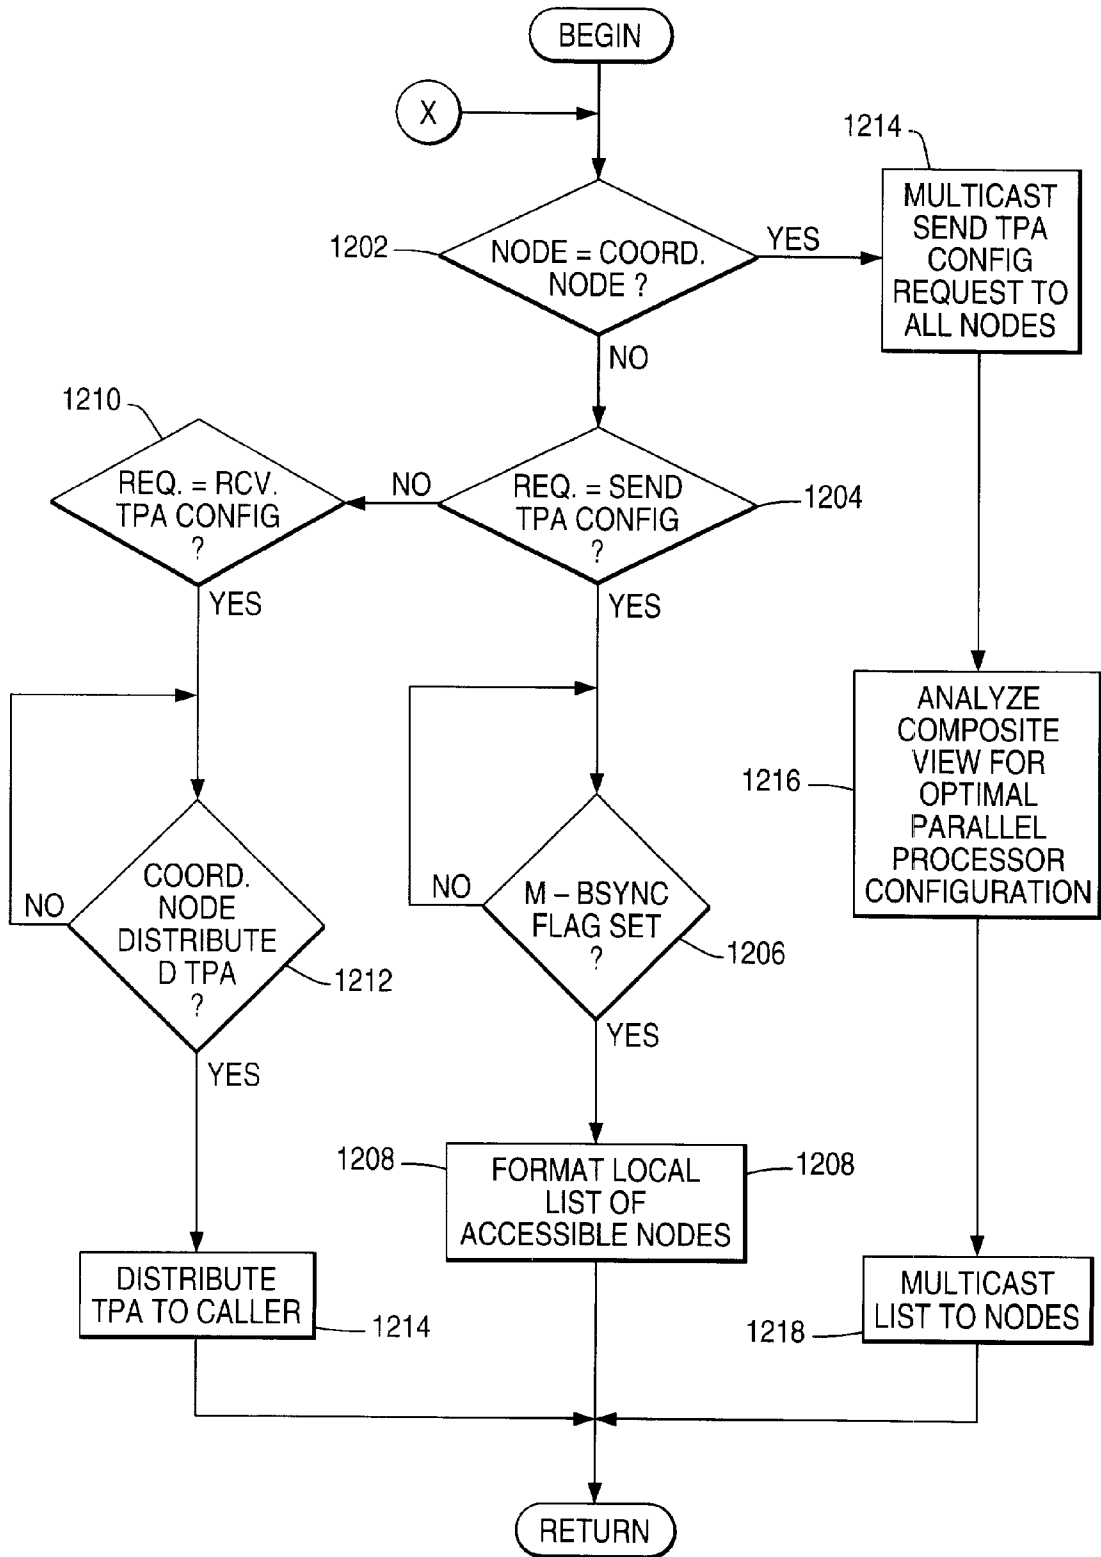 BEGIN
X
1214
MULTICAST
SEND TPA
CONFIG
REQUEST TO
ALL NODES
1202
NODE = COORD.
NODE ?
YES
NO
1210
REQ. = RCV.
TPA CONFIG
?
NO
REQ. = SEND
TPA CONFIG
?
1204
YES
YES
ANALYZE
COMPOSITE
VIEW FOR
OPTIMAL
PARALLEL
PROCESSOR
CONFIGURATION
1216
NO
COORD.
NODE
DISTRIBUTE
D TPA
?
1212
NO
M – BSYNC
FLAG SET
?
1206
YES
YES
1208
FORMAT LOCAL
LIST OF
ACCESSIBLE NODES
1208
DISTRIBUTE
TPA TO CALLER
1214
MULTICAST
LIST TO NODES
1218
RETURN